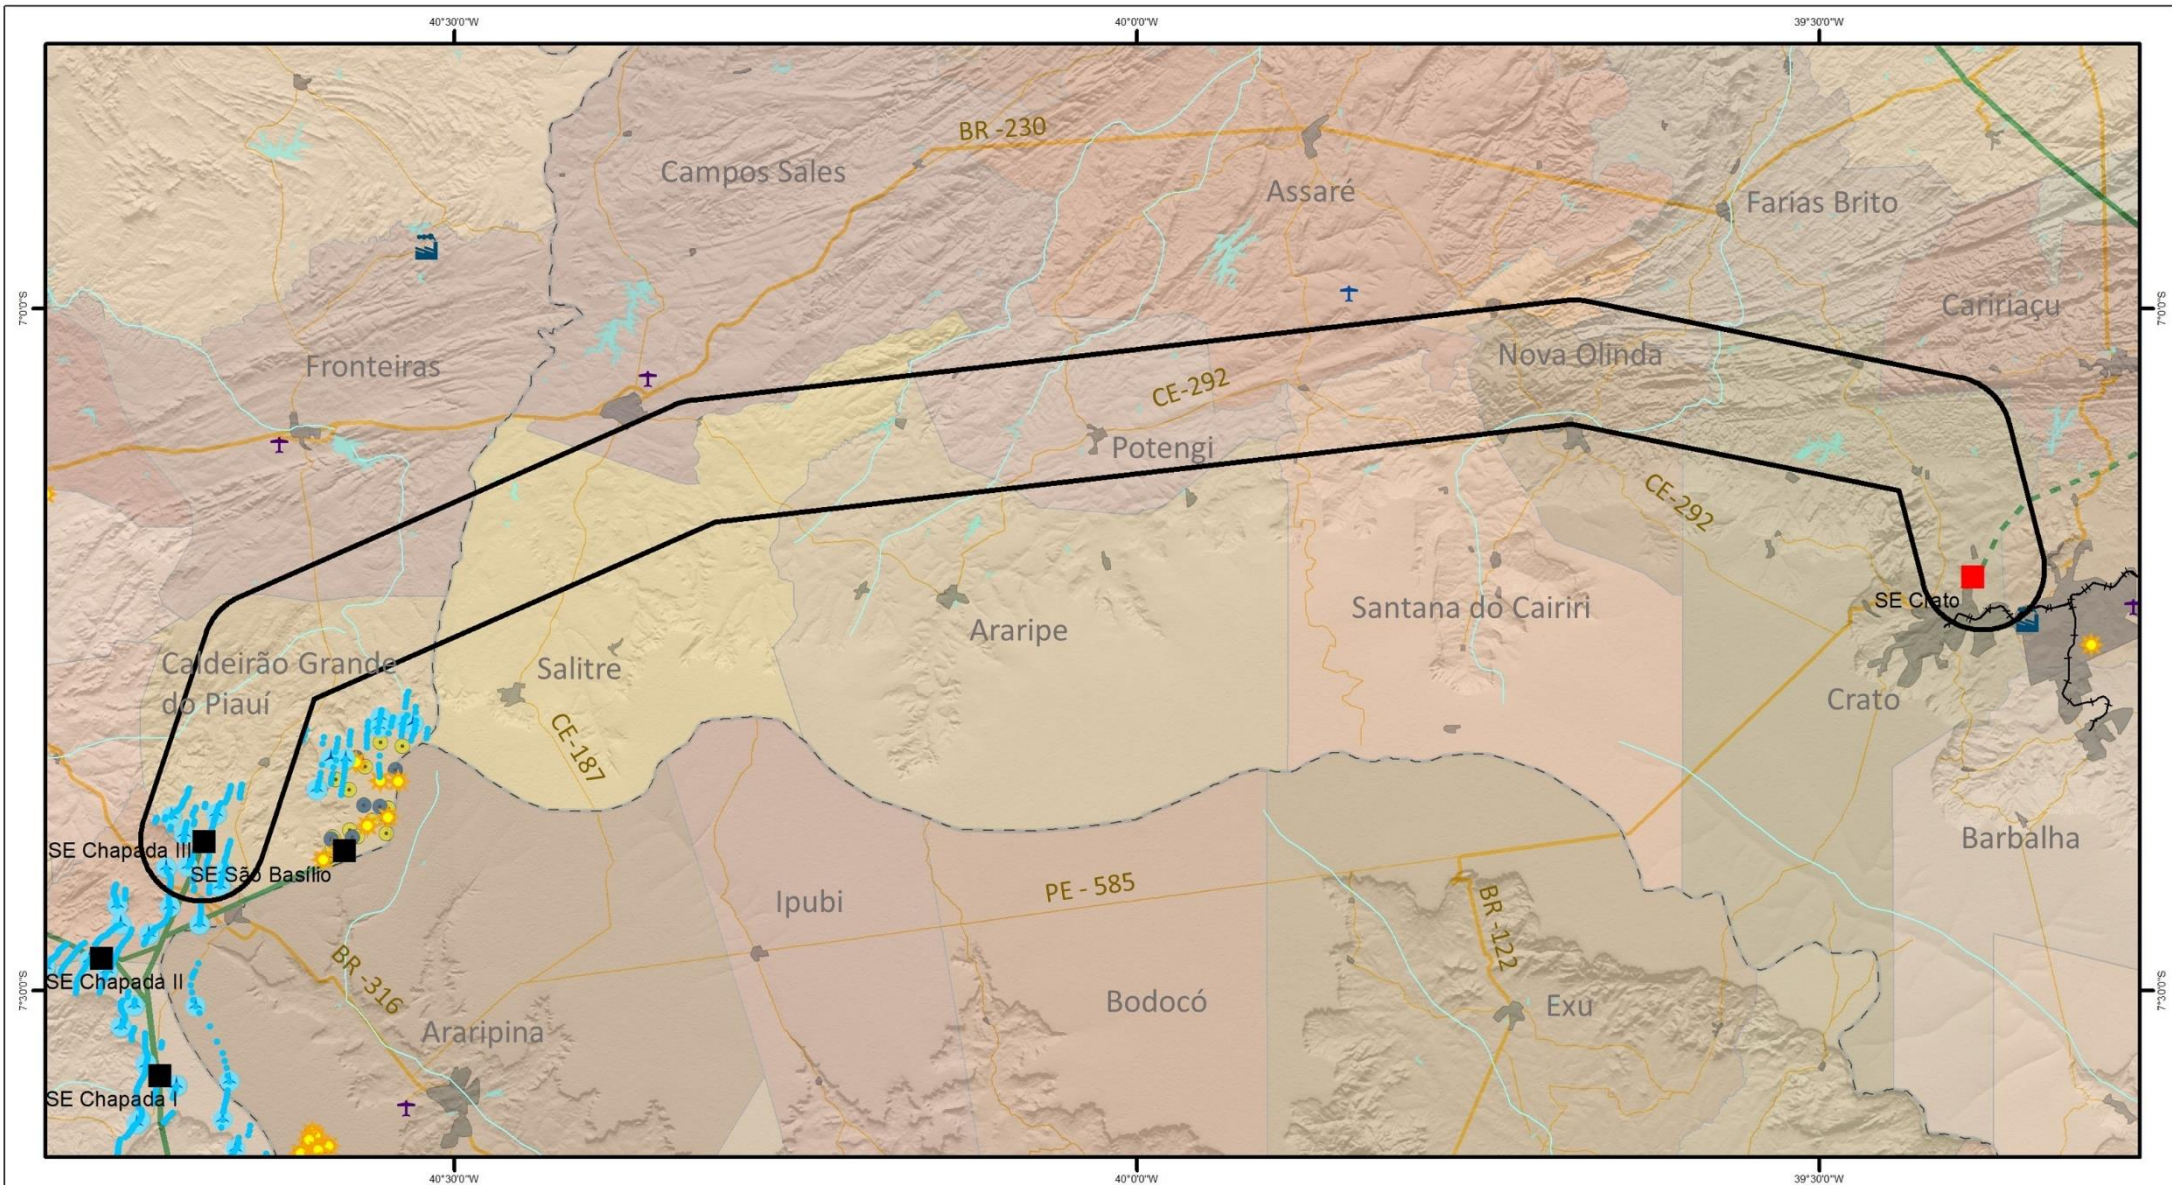 40°30'0"W
40°0'0"W
39°30'0"W
BR -230
Campos Sales
Assaré
Farias Brito
7°0'0"S
7°0'0"S
Caririaçu
Fronteiras
Nova Olinda
CE-292
Potengi
CE-292
SE Crato
Santana do Cairiri
Araripe
Caldeirão Grande
do Piauí
Salitre
Crato
CE-187
Barbalha
SE Chapada III
SE São Basílio
PE - 585
Ipubi
BR -122
BR -316
SE Chapada II
7°30'0"S
7°30'0"S
Bodocó
Exu
Araripina
SE Chapada I
40°30'0"W
40°0'0"W
39°30'0"W